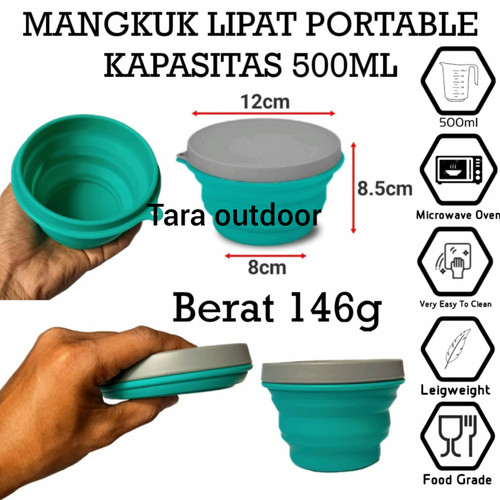 MANGKUK LIPAT PORTABLE
KAPASITAS 500ML
12cm
8.5cm
Tara outdoor
8cm
Berat 146g
500ml
Microwave Oven
Very Easy To Clean
Leigweight
Food Grade